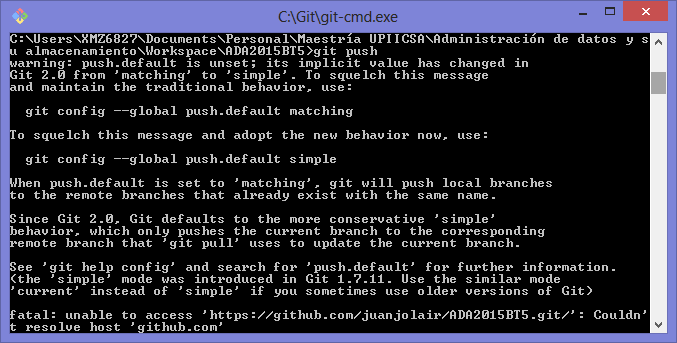 C:\Git\git-cmd.exe
C:\Users\XMZ6827\Documents\Personal\Maestría UPIICSA\Administración de datos y s
u almacenamiento\Workspace\ADA2015BT5>git push
warning: push.default is unset; its implicit value has changed in
Git 2.0 from 'matching' to 'simple'. To squelch this message
and maintain the traditional behavior, use:
git config --global push.default matching
To squelch this message and adopt the new behavior now, use:
git config --global push.default simple
When push.default is set to 'matching', git will push local branches
to the remote branches that already exist with the same name.
Since Git 2.0, Git defaults to the more conservative 'simple'
behavior, which only pushes the current branch to the corresponding
remote branch that 'git pull' uses to update the current branch.
See 'git help config' and search for 'push.default' for further information.
(the 'simple' mode was introduced in Git 1.7.11. Use the similar mode
'current' instead of 'simple' if you sometimes use older versions of Git)
fatal: unable to access 'https://github.com/juanjolair/ADA2015BT5.git/': Couldn'
t resolve host 'github.com'